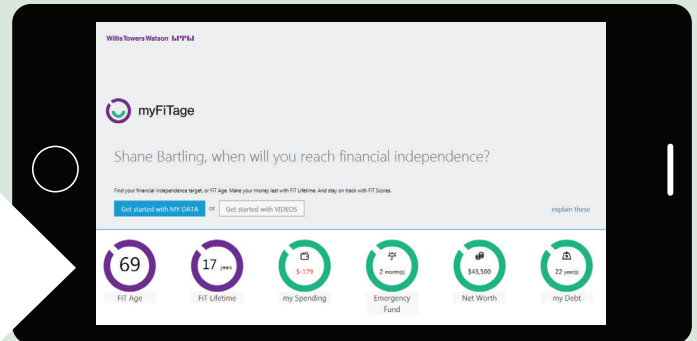 WillisTowersWatson
myFiTage
Shane Bartling, when will you reach financial independence?
Find your financial independence target, or FiT Age. Make your money last with FiT Lifetime. And stay on track with FiT Scores.
Get started with MY DATA or Get started with VIDEOS explain these
69 17 years $-179 2 month(s) $43,500 22 year(s)
FiT Age FiT Lifetime my Spending Emergency Net Worth my Debt
Fund